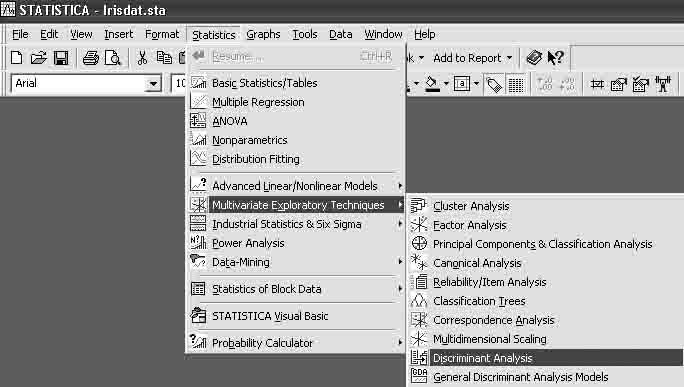 STATISTICA - Irisdat.sta
File Edit View Insert Format Statistics Graphs Tools Data Window Help
Resume... Ctrl+R
Add to Report
Arial
10
Basic Statistics/Tables
Multiple Regression
ANOVA
Nonparametrics
Distribution Fitting
Advanced Linear/Nonlinear Models
Multivariate Exploratory Techniques
Industrial Statistics & Six Sigma
Power Analysis
Data-Mining
Statistics of Block Data
STATISTICA Visual Basic
Probability Calculator
Cluster Analysis
Factor Analysis
Principal Components & Classification Analysis
Canonical Analysis
Reliability/Item Analysis
Classification Trees
Correspondence Analysis
Multidimensional Scaling
Discriminant Analysis
General Discriminant Analysis Models